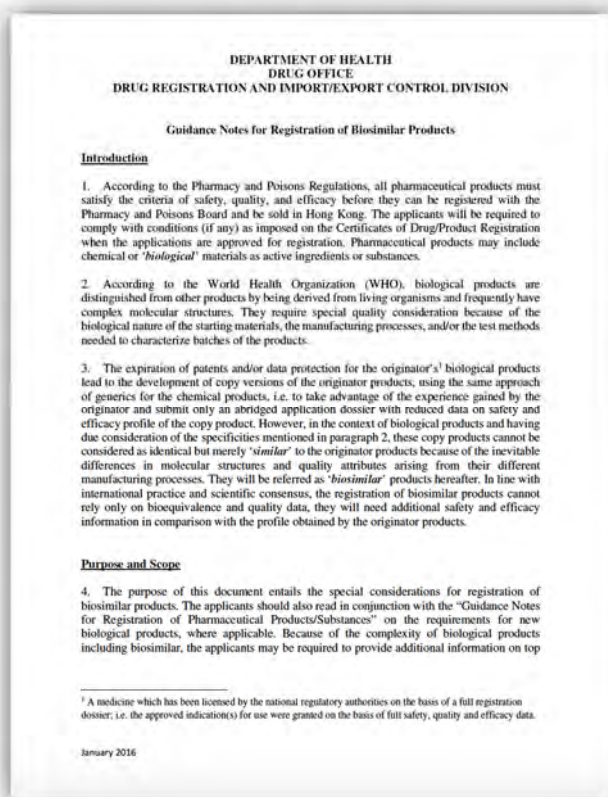 DEPARTMENT OF HEALTH
DRUG OFFICE
DRUG REGISTRATION AND IMPORT/EXPORT CONTROL DIVISION
Guidance Notes for Registration of Biosimilar Products
Introduction
1. According to the Pharmacy and Poisons Regulations, all pharmaceutical products must
satisfy the criteria of safety, quality, and efficacy before they can be registered with the
Pharmacy and Poisons Board and be sold in Hong Kong. The applicants will be required to
comply with conditions (if any) as imposed on the Certificates of Drug/Product Registration
when the applications are approved for registration. Pharmaceutical products may include
chemical or 'biological' materials as active ingredients or substances.
2. According to the World Health Organization (WHO), biological products are
distinguished from other products by being derived from living organisms and frequently have
complex molecular structures. They require special quality consideration because of the
biological nature of the starting materials, the manufacturing processes, and/or the test methods
needed to characterize batches of the products.
3. The expiration of patents and/or data protection for the originator's¹ biological products
lead to the development of copy versions of the originator products, using the same approach
of generics for the chemical products, i.e. to take advantage of the experience gained by the
originator and submit only an abridged application dossier with reduced data on safety and
efficacy profile of the copy product. However, in the context of biological products and having
due consideration of the specificities mentioned in paragraph 2, these copy products cannot be
considered as identical but merely 'similar' to the originator products because of the inevitable
differences in molecular structures and quality attributes arising from their different
manufacturing processes. They will be referred as 'biosimilar' products hereafter. In line with
international practice and scientific consensus, the registration of biosimilar products cannot
rely only on bioequivalence and quality data, they will need additional safety and efficacy
information in comparison with the profile obtained by the originator products.
Purpose and Scope
4. The purpose of this document entails the special considerations for registration of
biosimilar products. The applicants should also read in conjunction with the "Guidance Notes
for Registration of Pharmaceutical Products/Substances" on the requirements for new
biological products, where applicable. Because of the complexity of biological products
including biosimilar, the applicants may be required to provide additional information on top
¹ A medicine which has been licensed by the national regulatory authorities on the basis of a full registration
dossier; i.e. the approved indication(s) for use were granted on the basis of full safety, quality and efficacy data.
January 2016